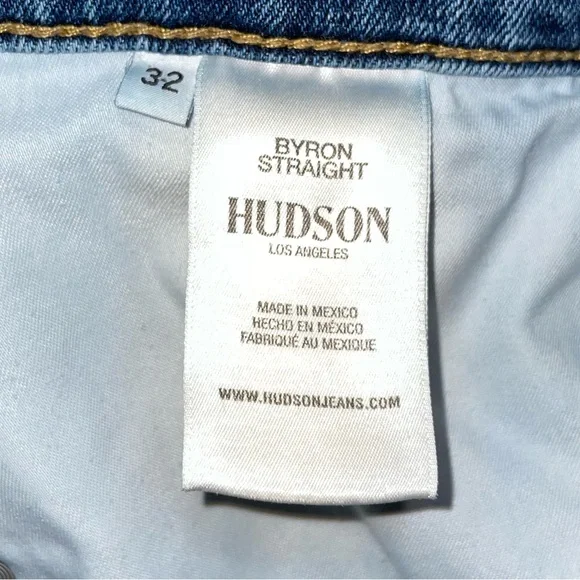 32
BYRON
STRAIGHT
HUDSON
LOS ANGELES
MADE IN MEXICO
HECHO EN MÉXICO
FABRIQUÉ AU MEXIQUE
WWW.HUDSONJEANS.COM